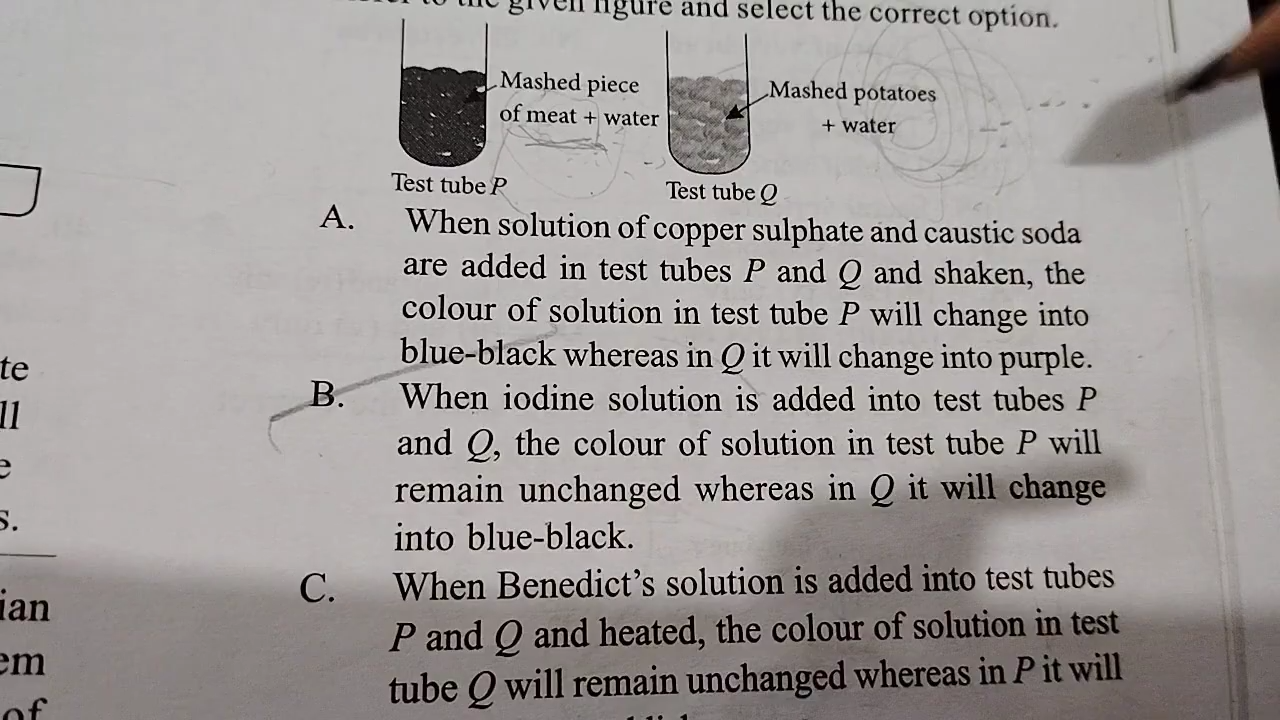 the given figure and select the correct option.
Mashed piece
of meat + water
Mashed potatoes
+ water
Test tube P
Test tube Q
A. When solution of copper sulphate and caustic soda
are added in test tubes P and Q and shaken, the
colour of solution in test tube P will change into
blue-black whereas in Q it will change into purple.
B. When iodine solution is added into test tubes P
and Q, the colour of solution in test tube P will
remain unchanged whereas in Q it will change
into blue-black.
C. When Benedict's solution is added into test tubes
P and Q and heated, the colour of solution in test
tube Q will remain unchanged whereas in P it will
te
ll
e
s.
ian
em
of